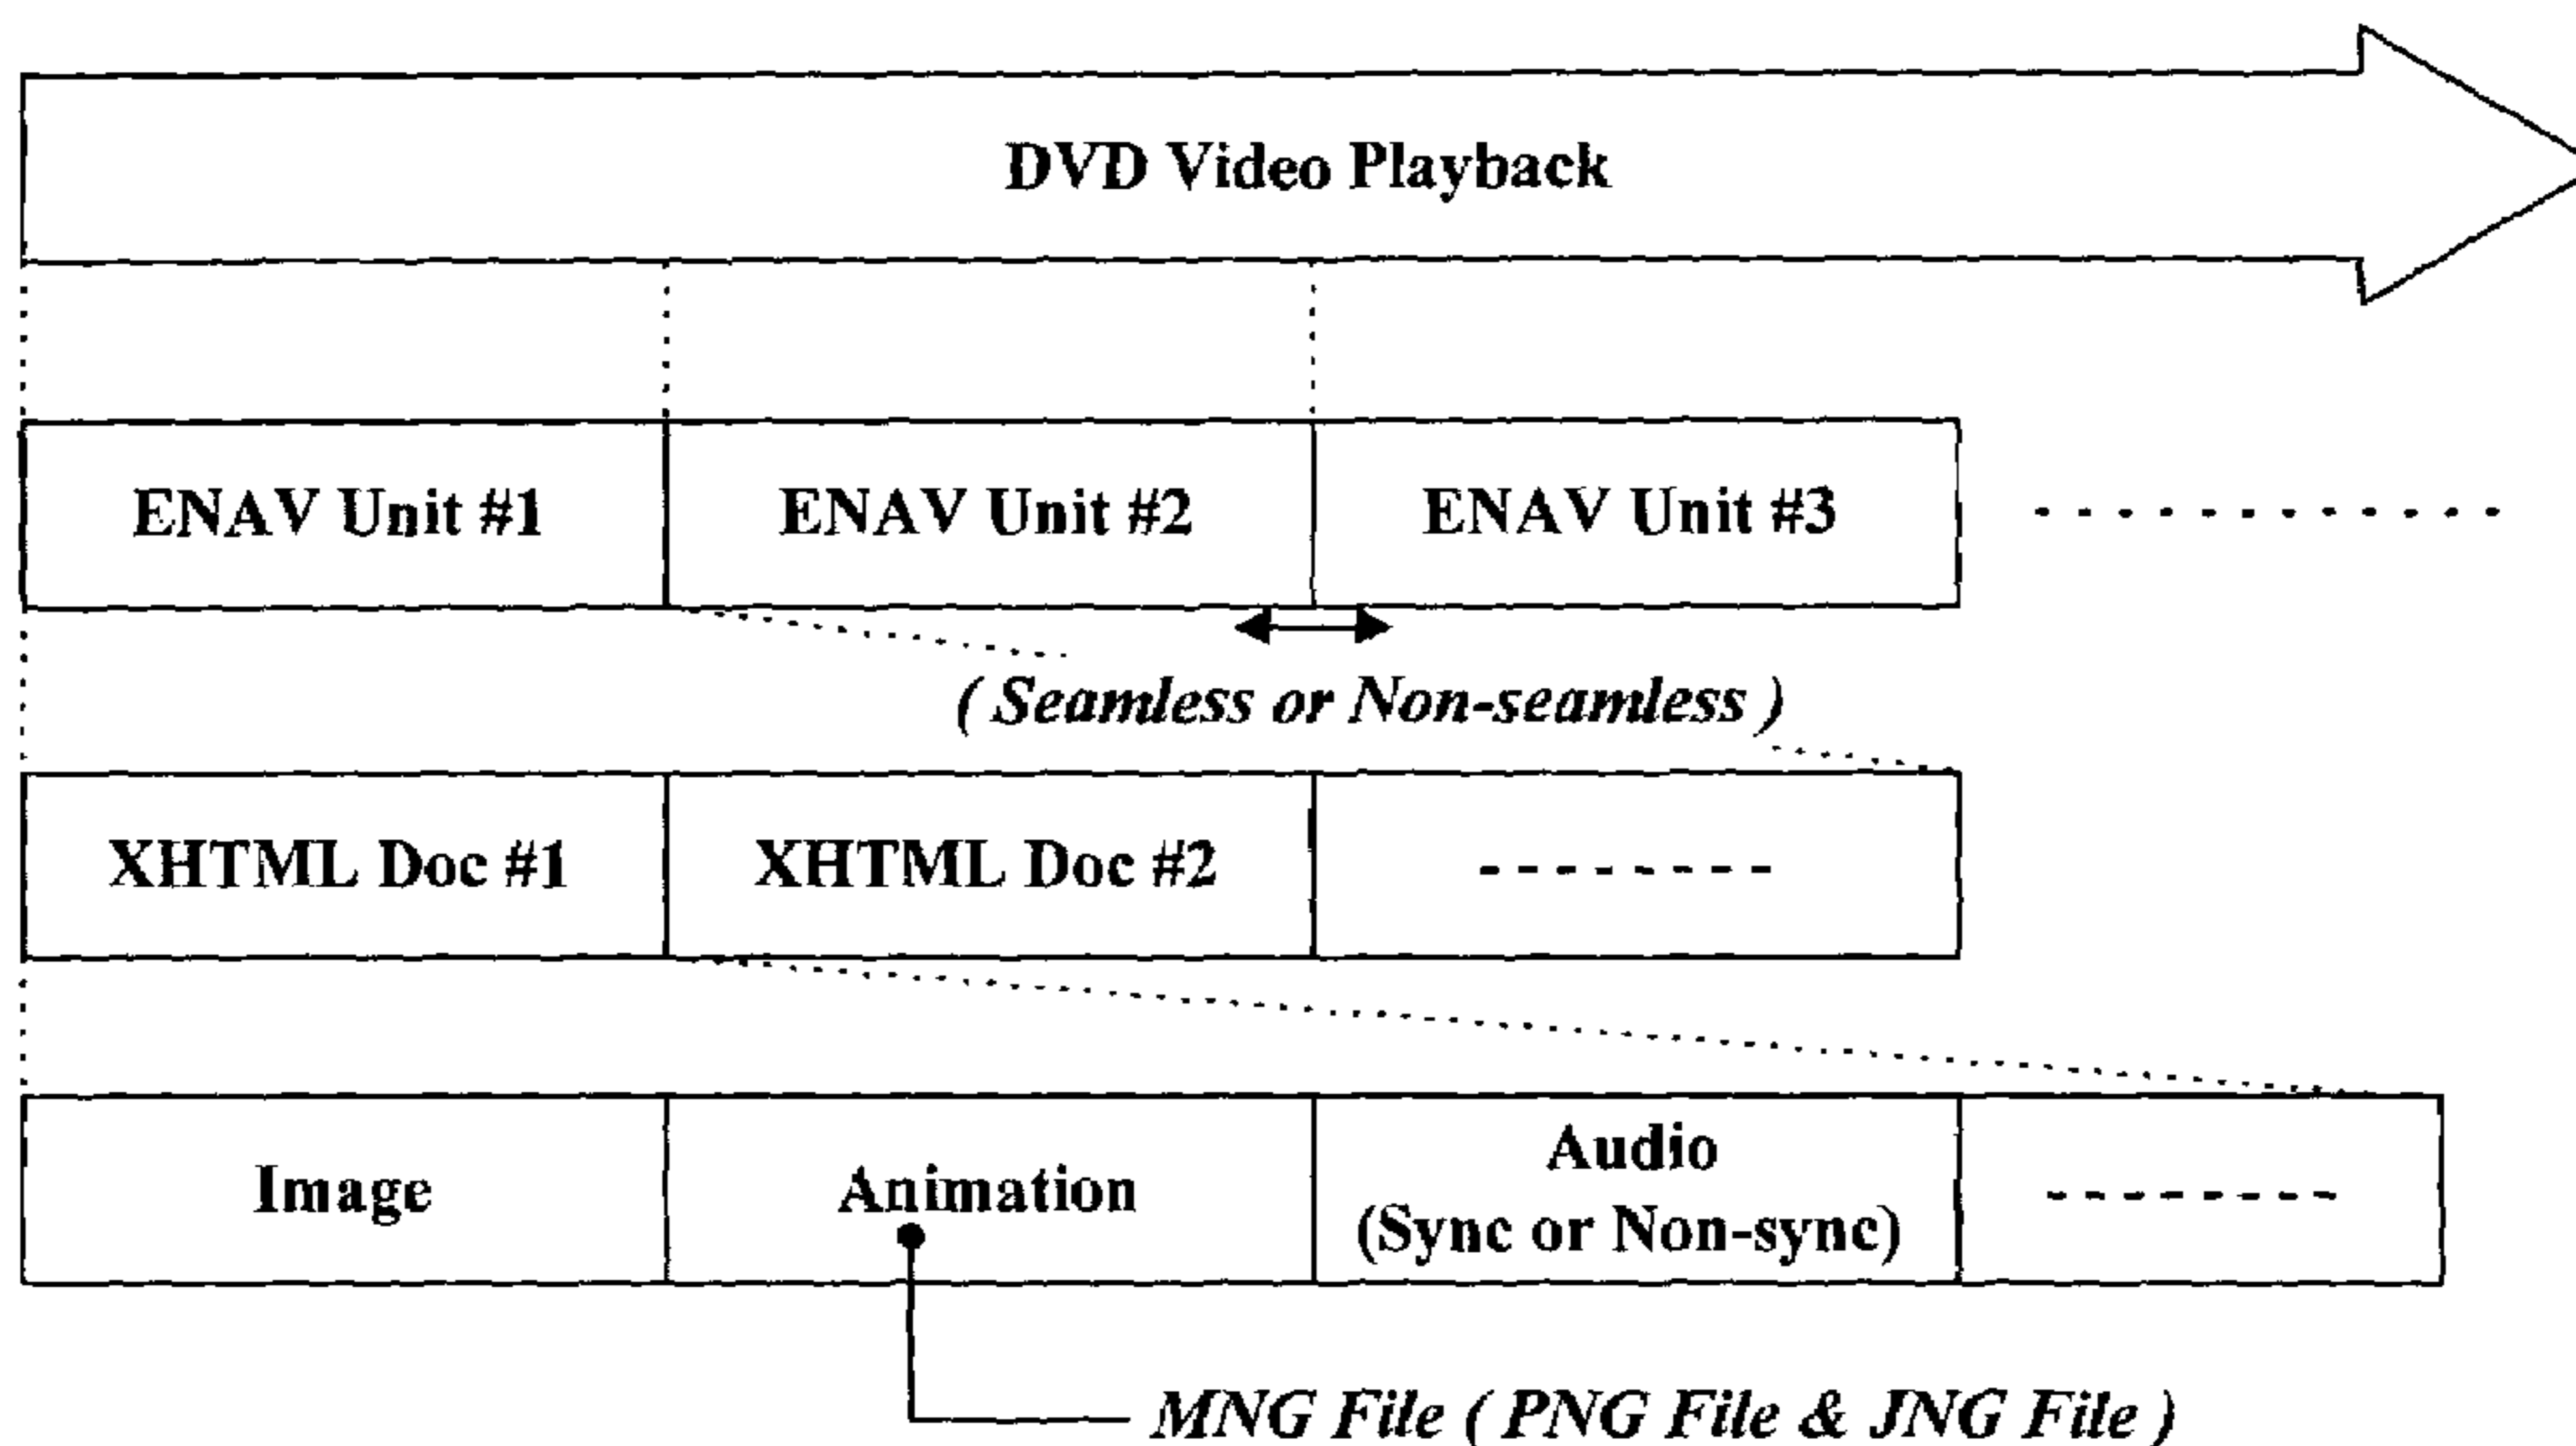 DVD Video Playback
ENAV Unit #1
ENAV Unit #2
ENAV Unit #3
( Seamless or Non-seamless )
XHTML Doc #1
XHTML Doc #2
Image
Animation
Audio
(Sync or Non-sync)
MNG File ( PNG File & JNG File )